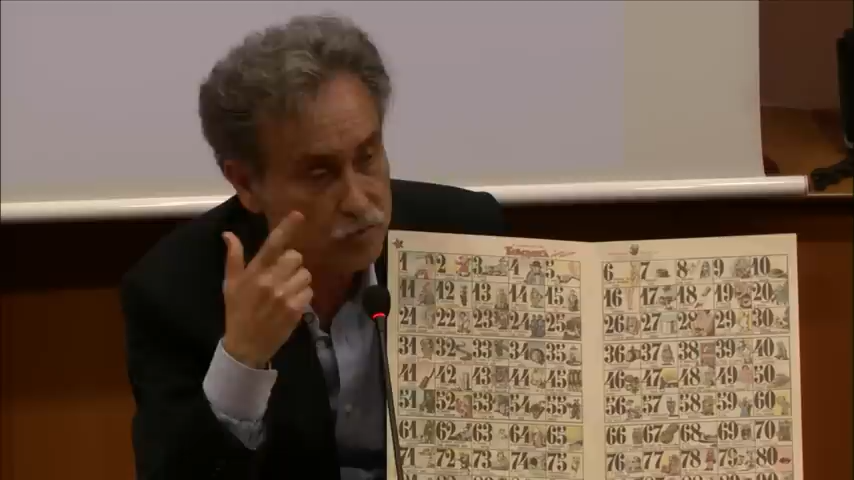 1 2 3 4 5 6 7 8 9 10
11 12 13 14 15 16 17 18 19 20
21 22 23 24 25 26 27 28 29 30
31 32 33 34 35 36 37 38 39 40
41 42 43 44 45 46 47 48 49 50
51 52 53 54 55 56 57 58 59 60
61 62 63 64 65 66 67 68 69 70
71 72 73 74 75 76 77 78 79 80